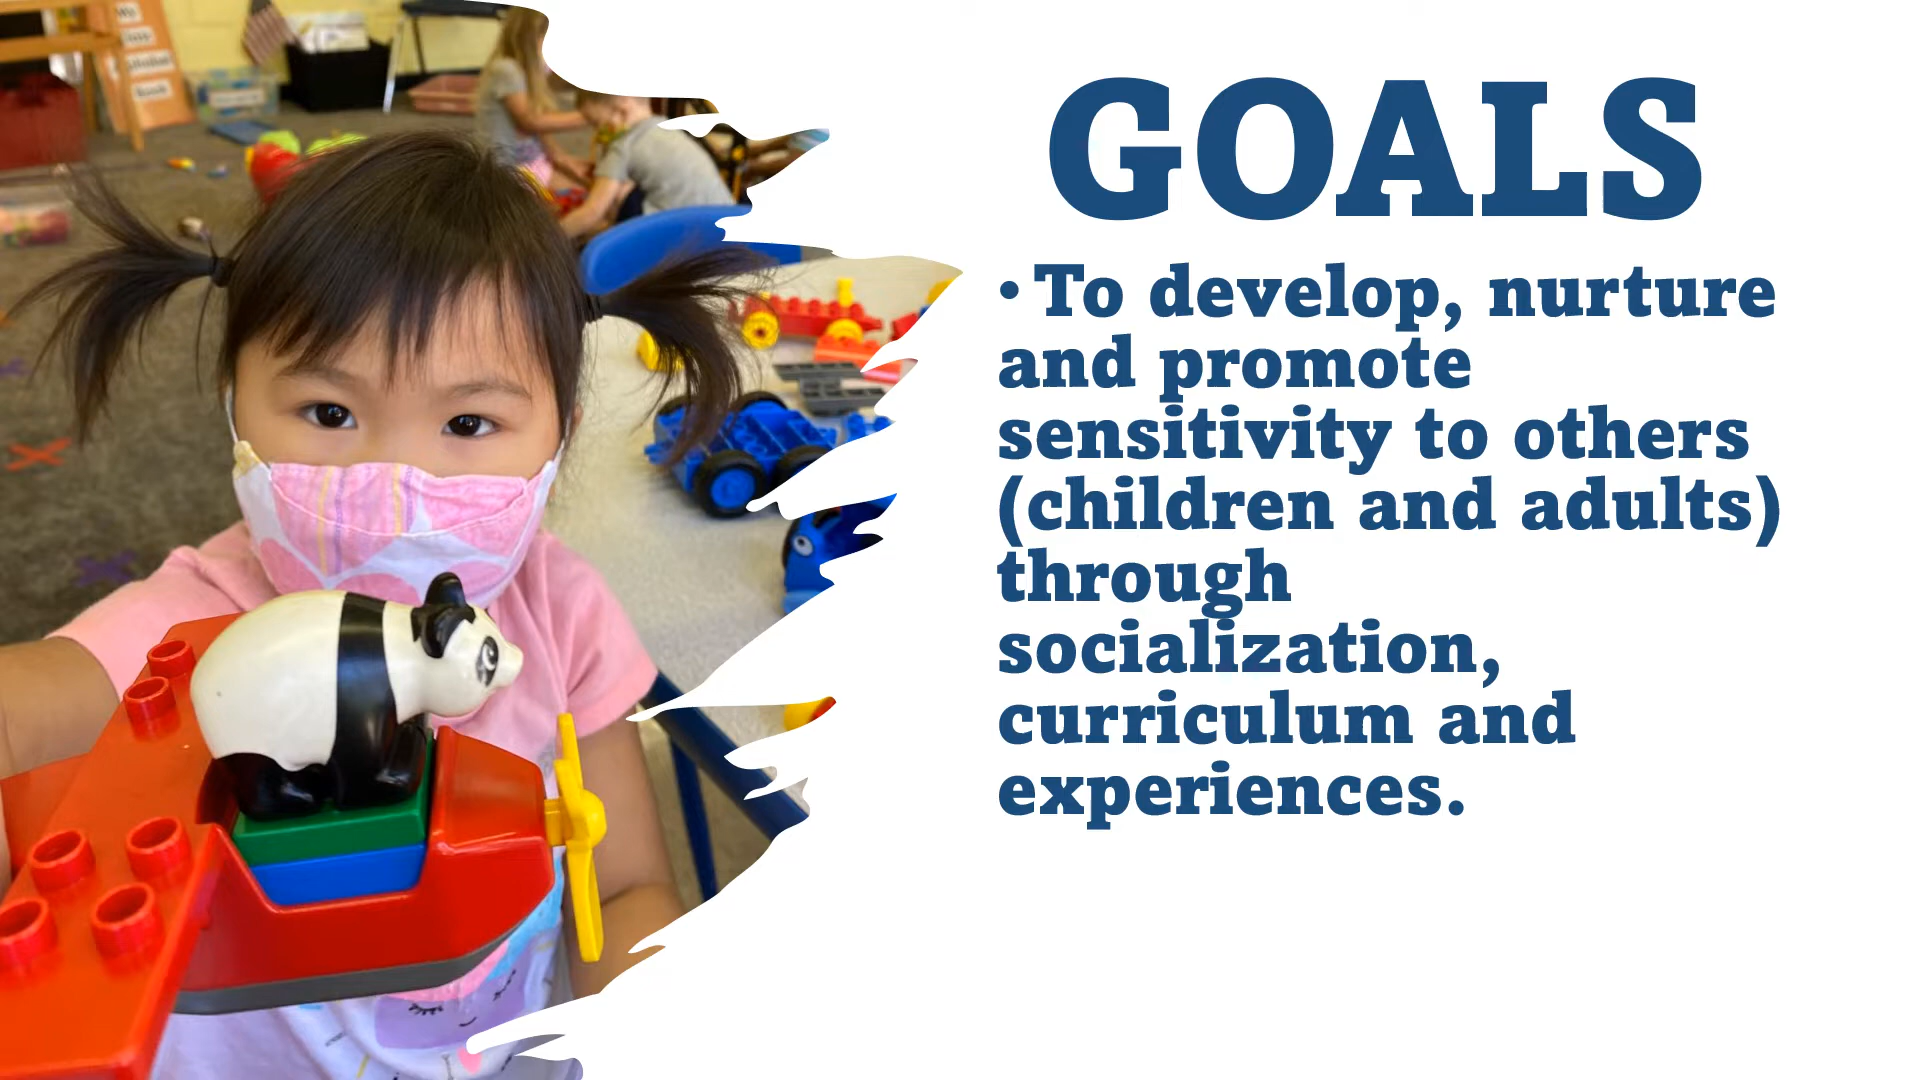 GOALS
• To develop, nurture
and promote
sensitivity to others
(children and adults)
through
socialization,
curriculum and
experiences.